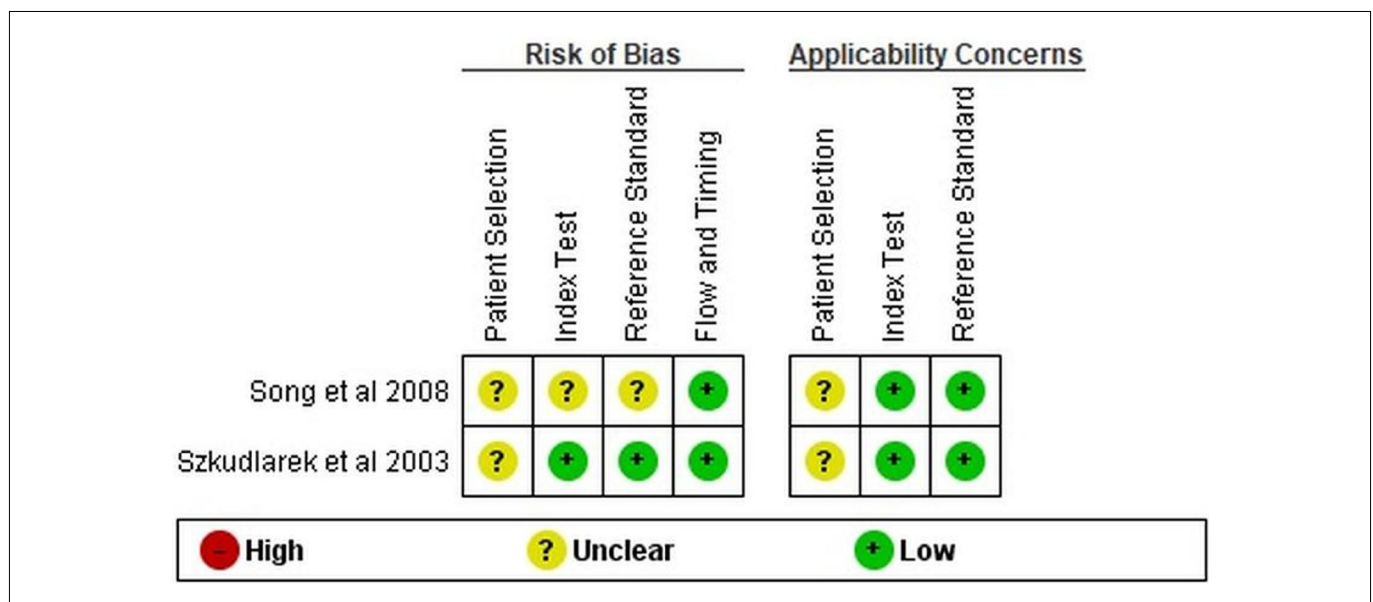 Risk of Bias
Applicability Concerns
Patient Selection
Index Test
Reference Standard
Flow and Timing
Patient Selection
Index Test
Reference Standard
Song et al 2008 ? ? ? + ? + +
Szkudlarek et al 2003 ? + + + ? + +
- High ? Unclear + Low